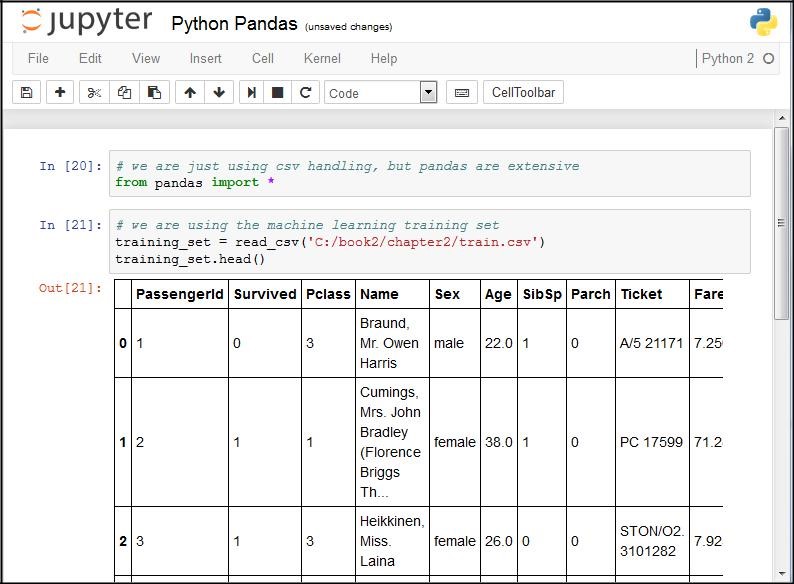 jupyter Python Pandas (unsaved changes)
File Edit View Insert Cell Kernel Help Python 2
Code CellToolbar
In [20]: # we are just using csv handling, but pandas are extensive
from pandas import *
In [21]: # we are using the machine learning training set
training_set = read_csv('C:/book2/chapter2/train.csv')
training_set.head()
Out[21]:
PassengerId Survived Pclass Name Sex Age SibSp Parch Ticket Fare
Braund,
0 1 0 3 Mr. Owen male 22.0 1 0 A/5 21171 7.25
Harris
Cumings,
Mrs. John
Bradley
1 2 1 1 (Florence female 38.0 1 0 PC 17599 71.2
Briggs
Th...
Heikkinen, STON/O2.
2 3 1 3 Miss. female 26.0 0 0 3101282 7.92
Laina